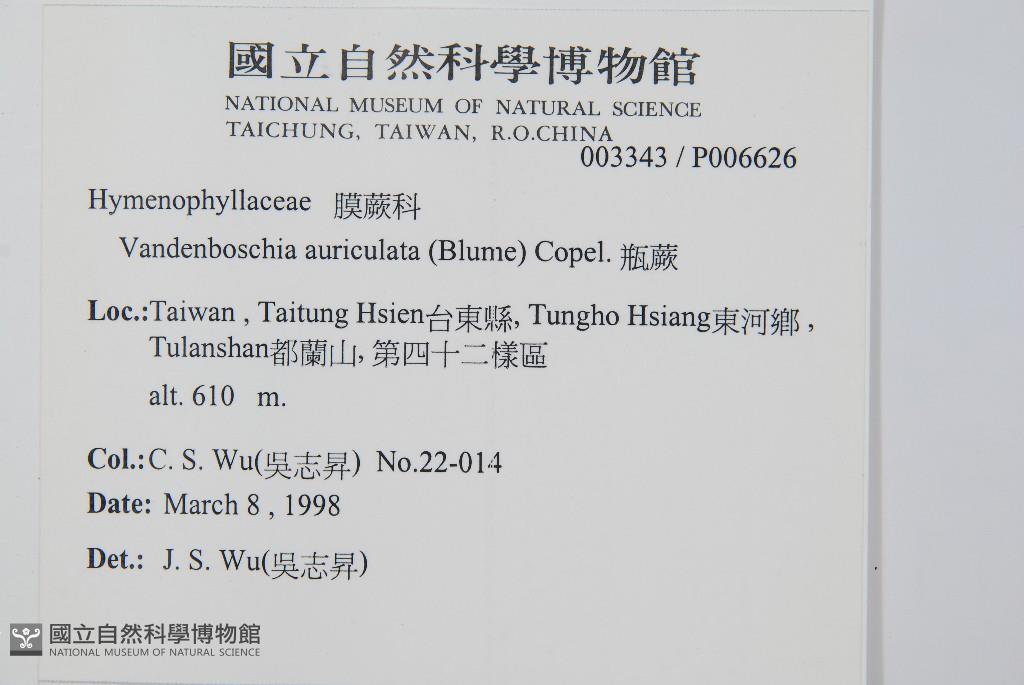 國立自然科學博物館
NATIONAL MUSEUM OF NATURAL SCIENCE
TAICHUNG, TAIWAN, R.O.CHINA
003343 / P006626
Hymenophyllaceae 膜蕨科
Vandenboschia auriculata (Blume) Copel. 瓶蕨
Loc.:Taiwan , Taitung Hsien台東縣, Tungho Hsiang東河鄉 ,
Tulanshan都蘭山, 第四十二樣區
alt. 610 m.
Col.:C. S. Wu(吳志昇) No.22-014
Date: March 8 , 1998
Det.: J. S. Wu(吳志昇)
國立自然科學博物館
NATIONAL MUSEUM OF NATURAL SCIENCE